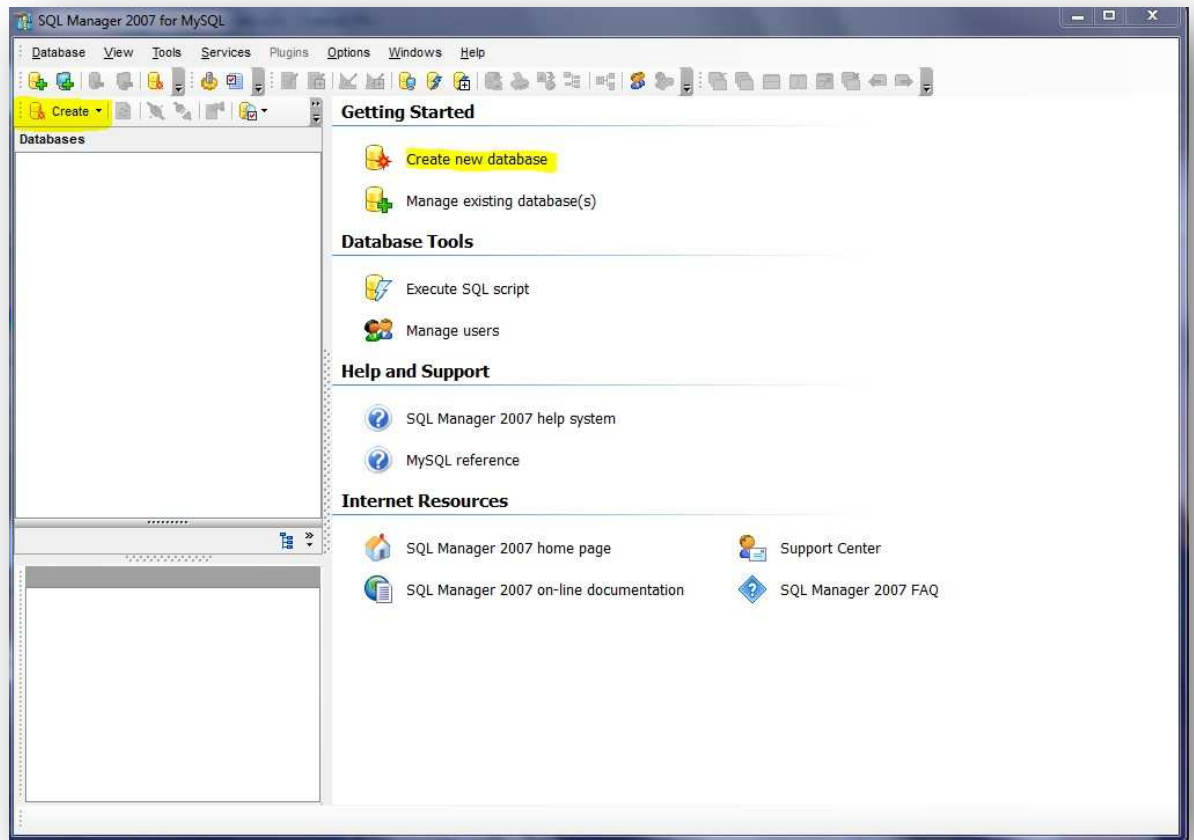 SQL Manager 2007 for MySQL
Database View Tools Services Plugins Options Windows Help
Create
Databases
Getting Started
Create new database
Manage existing database(s)
Database Tools
Execute SQL script
Manage users
Help and Support
SQL Manager 2007 help system
MySQL reference
Internet Resources
SQL Manager 2007 home page Support Center
SQL Manager 2007 on-line documentation SQL Manager 2007 FAQ